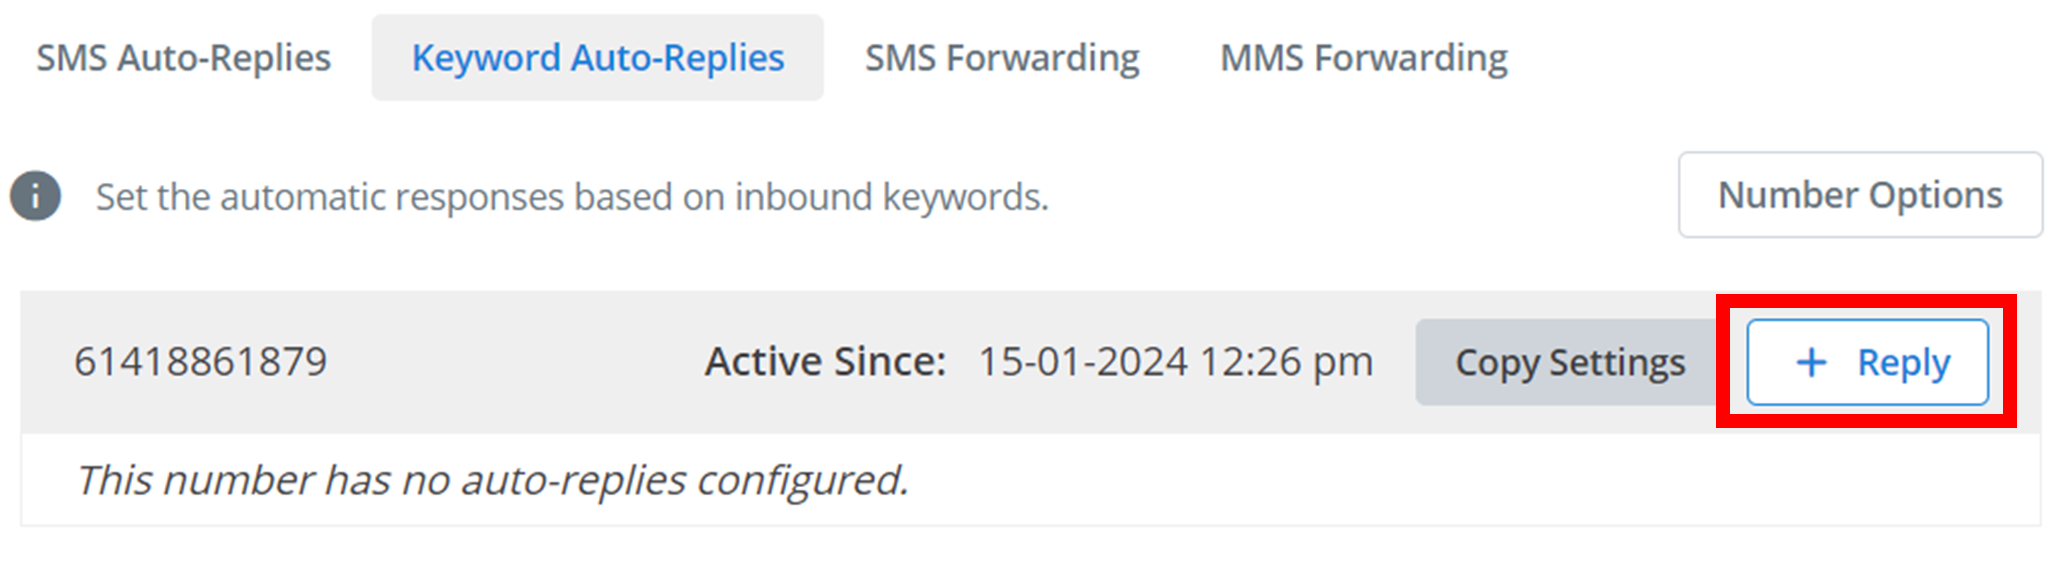 SMS Auto-Replies Keyword Auto-Replies SMS Forwarding MMS Forwarding
i Set the automatic responses based on inbound keywords. Number Options
61418861879 Active Since: 15-01-2024 12:26 pm Copy Settings + Reply
This number has no auto-replies configured.